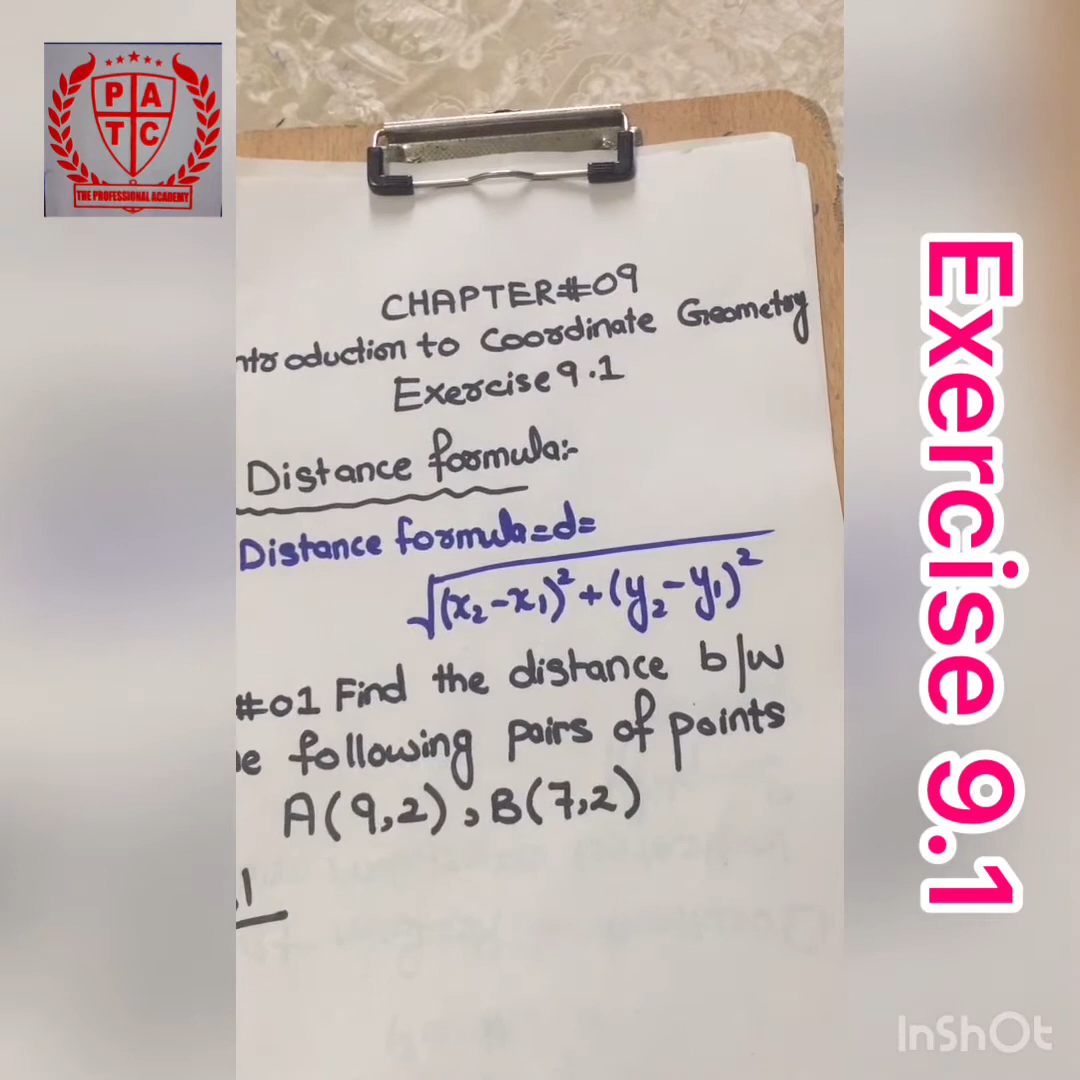 P A
T C
THE PROFESSIONAL ACADEMY
CHAPTER#09
ntroduction to Coordinate Geometry
Exercise 9.1
Distance formula:-
Distance formula=d=
√(x₂-x₁)²+(y₂-y₁)²
#01 Find the distance b/w
e following pairs of points
A(9,2), B(7,2)
.1
Exercise 9.1
InShOt